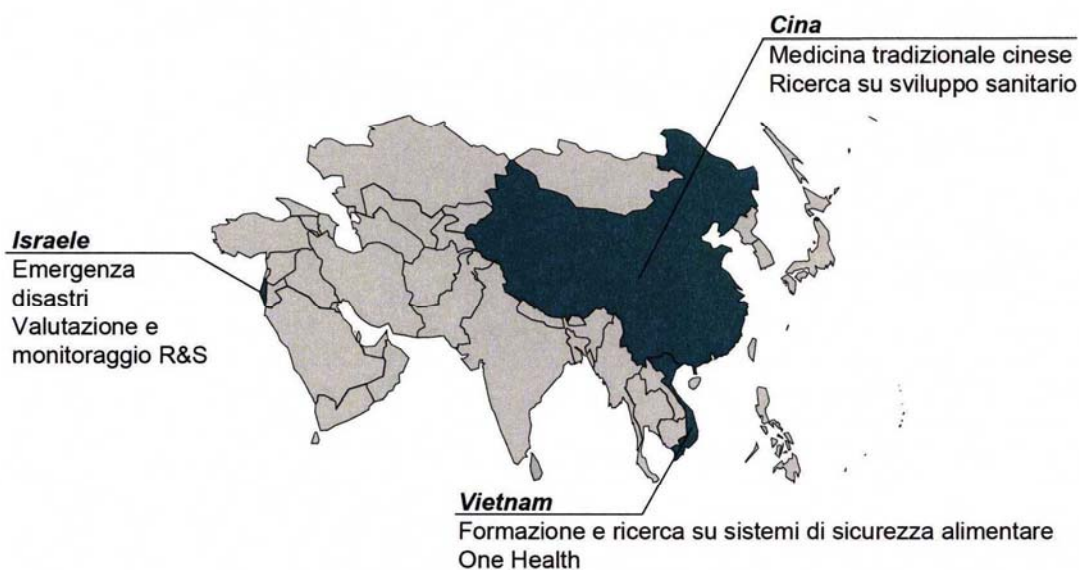 Cina
Medicina tradizionale cinese
Ricerca su sviluppo sanitario
Israele
Emergenza
disastri
Valutazione e
monitoraggio R&S
Vietnam
Formazione e ricerca su sistemi di sicurezza alimentare
One Health